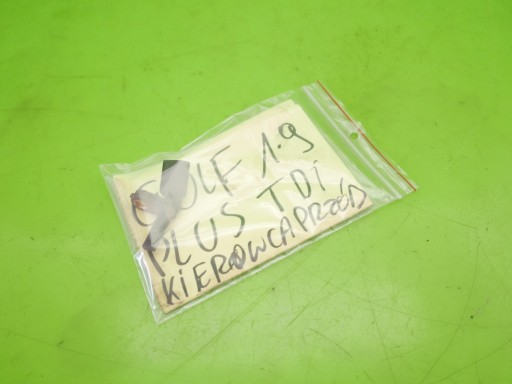 GOLF 1.9
PLUS TDi
KIEROWCA PRZÓD